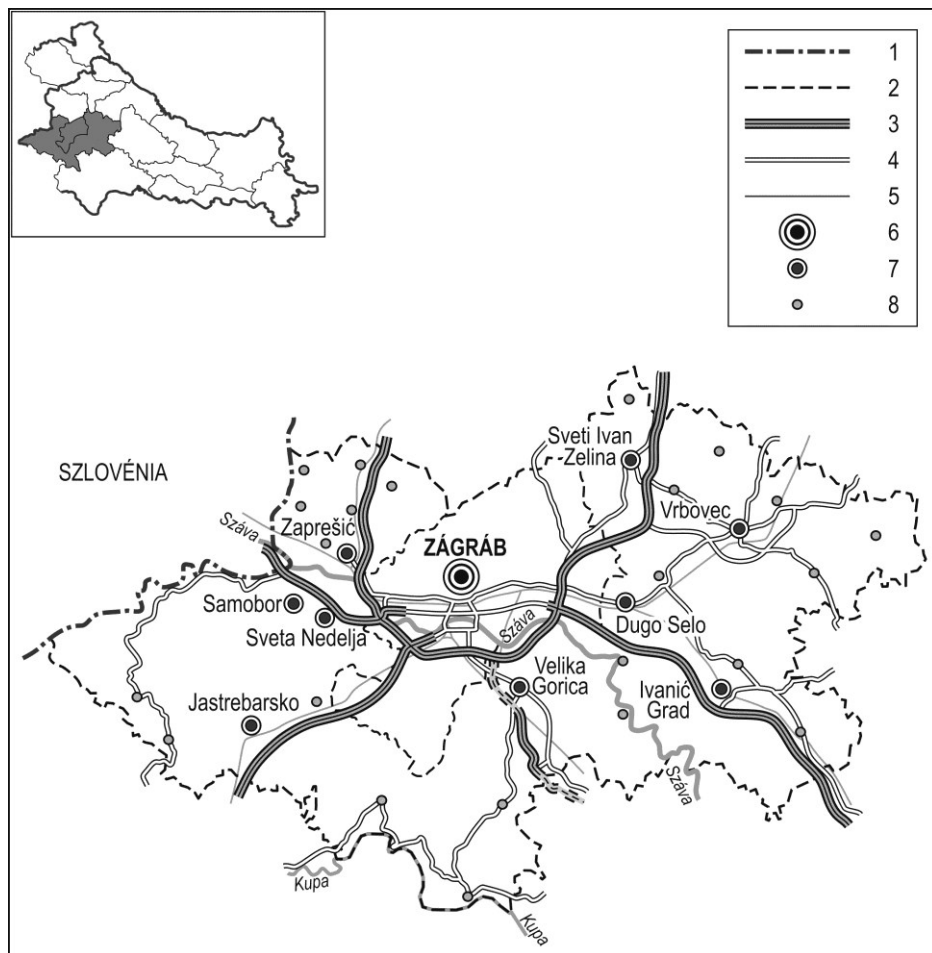 1
2
3
4
5
6
7
8
SZLOVÉNIA
Sveti Ivan
Zelina
Vrbovec
Száva
Zaprešić
ZÁGRÁB
Samobor
Sveta Nedelja
Száva
Dugo Selo
Jastrebarsko
Velika
Gorica
Ivanić
Grad
Száva
Kupa
Kupa